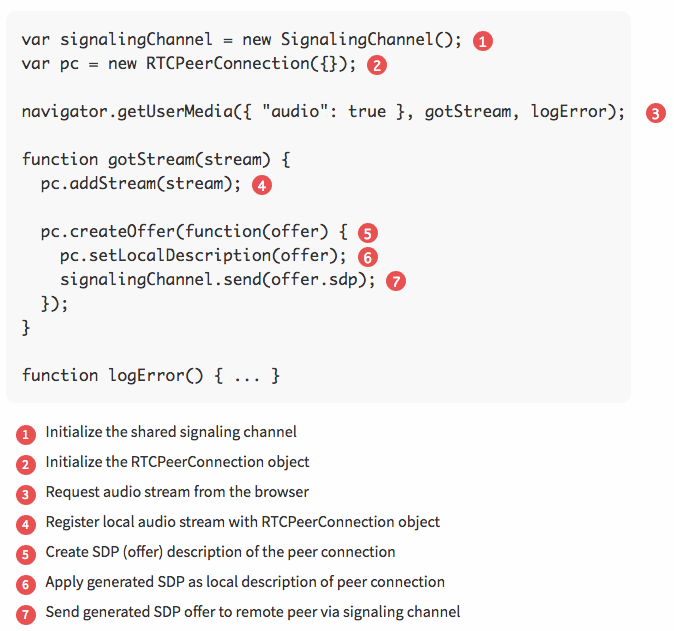 var signalingChannel = new SignalingChannel(); 1
var pc = new RTCPeerConnection({}); 2
navigator.getUserMedia({ "audio": true }, gotStream, logError); 3
function gotStream(stream) {
pc.addStream(stream); 4
pc.createOffer(function(offer) { 5
pc.setLocalDescription(offer); 6
signalingChannel.send(offer.sdp); 7
});
}
function logError() { ... }
1 Initialize the shared signaling channel
2 Initialize the RTCPeerConnection object
3 Request audio stream from the browser
4 Register local audio stream with RTCPeerConnection object
5 Create SDP (offer) description of the peer connection
6 Apply generated SDP as local description of peer connection
7 Send generated SDP offer to remote peer via signaling channel